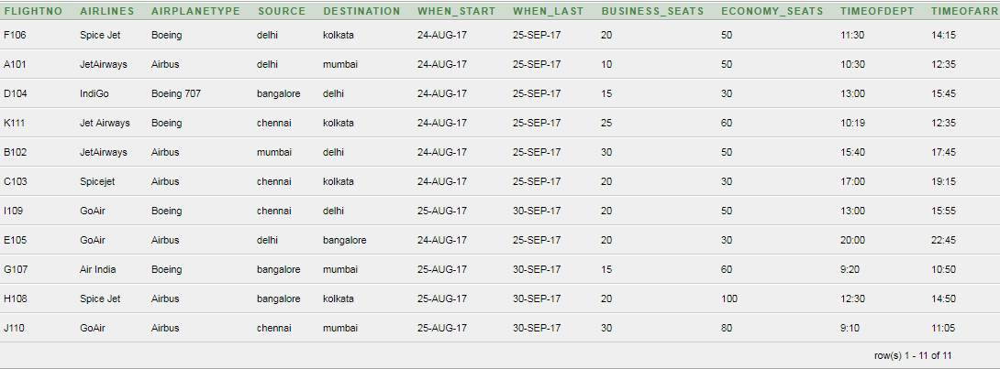 FLIGHTNO AIRLINES AIRPLANETYPE SOURCE DESTINATION WHEN_START WHEN_LAST BUSINESS_SEATS ECONOMY_SEATS TIMEOFDEPT TIMEOFARR
F106 Spice Jet Boeing delhi kolkata 24-AUG-17 25-SEP-17 20 50 11:30 14:15
A101 JetAirways Airbus delhi mumbai 24-AUG-17 25-SEP-17 10 50 10:30 12:35
D104 IndiGo Boeing 707 bangalore delhi 24-AUG-17 25-SEP-17 15 30 13:00 15:45
K111 Jet Airways Boeing chennai kolkata 24-AUG-17 25-SEP-17 25 60 10:19 12:35
B102 JetAirways Airbus mumbai delhi 24-AUG-17 25-SEP-17 30 50 15:40 17:45
C103 Spicejet Airbus chennai kolkata 24-AUG-17 25-SEP-17 20 30 17:00 19:15
I109 GoAir Boeing chennai delhi 25-AUG-17 30-SEP-17 20 50 13:00 15:55
E105 GoAir Airbus delhi bangalore 24-AUG-17 25-SEP-17 20 30 20:00 22:45
G107 Air India Boeing bangalore mumbai 25-AUG-17 30-SEP-17 15 60 9:20 10:50
H108 Spice Jet Airbus bangalore kolkata 25-AUG-17 30-SEP-17 20 100 12:30 14:50
J110 GoAir Airbus chennai mumbai 25-AUG-17 30-SEP-17 30 80 9:10 11:05
row(s) 1 - 11 of 11